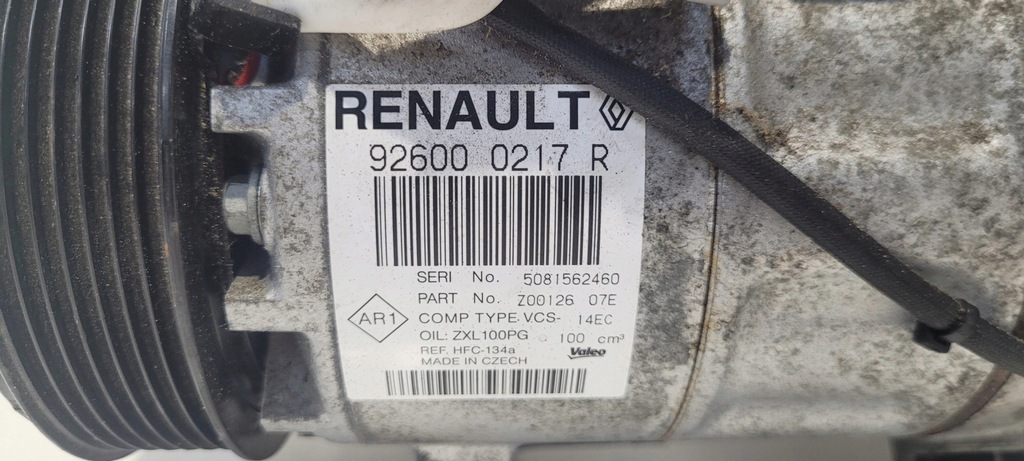 RENAULT
92600 0217 R
SERI No. 5081562460
PART No. Z00126 07E
AR1
COMP TYPE. VCS- 14EC
OIL: ZXL100PG 100 cm³
REF. HFC-134a
Valeo
MADE IN CZECH